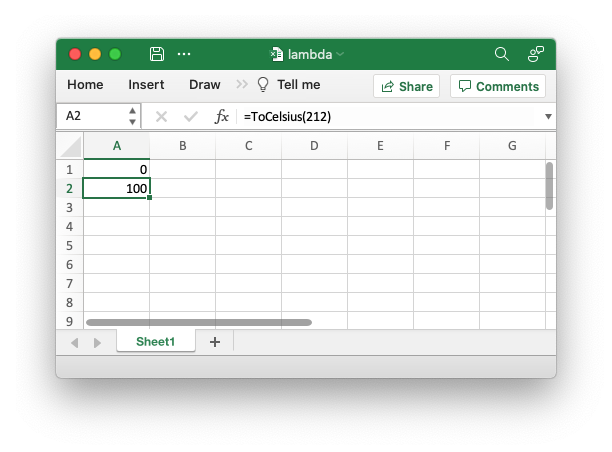 lambda
Home Insert Draw Tell me Share Comments
A2 fx =ToCelsius(212)
A B C D E F G
1 0
2 100
3
4
5
6
7
8
9
Sheet1 +